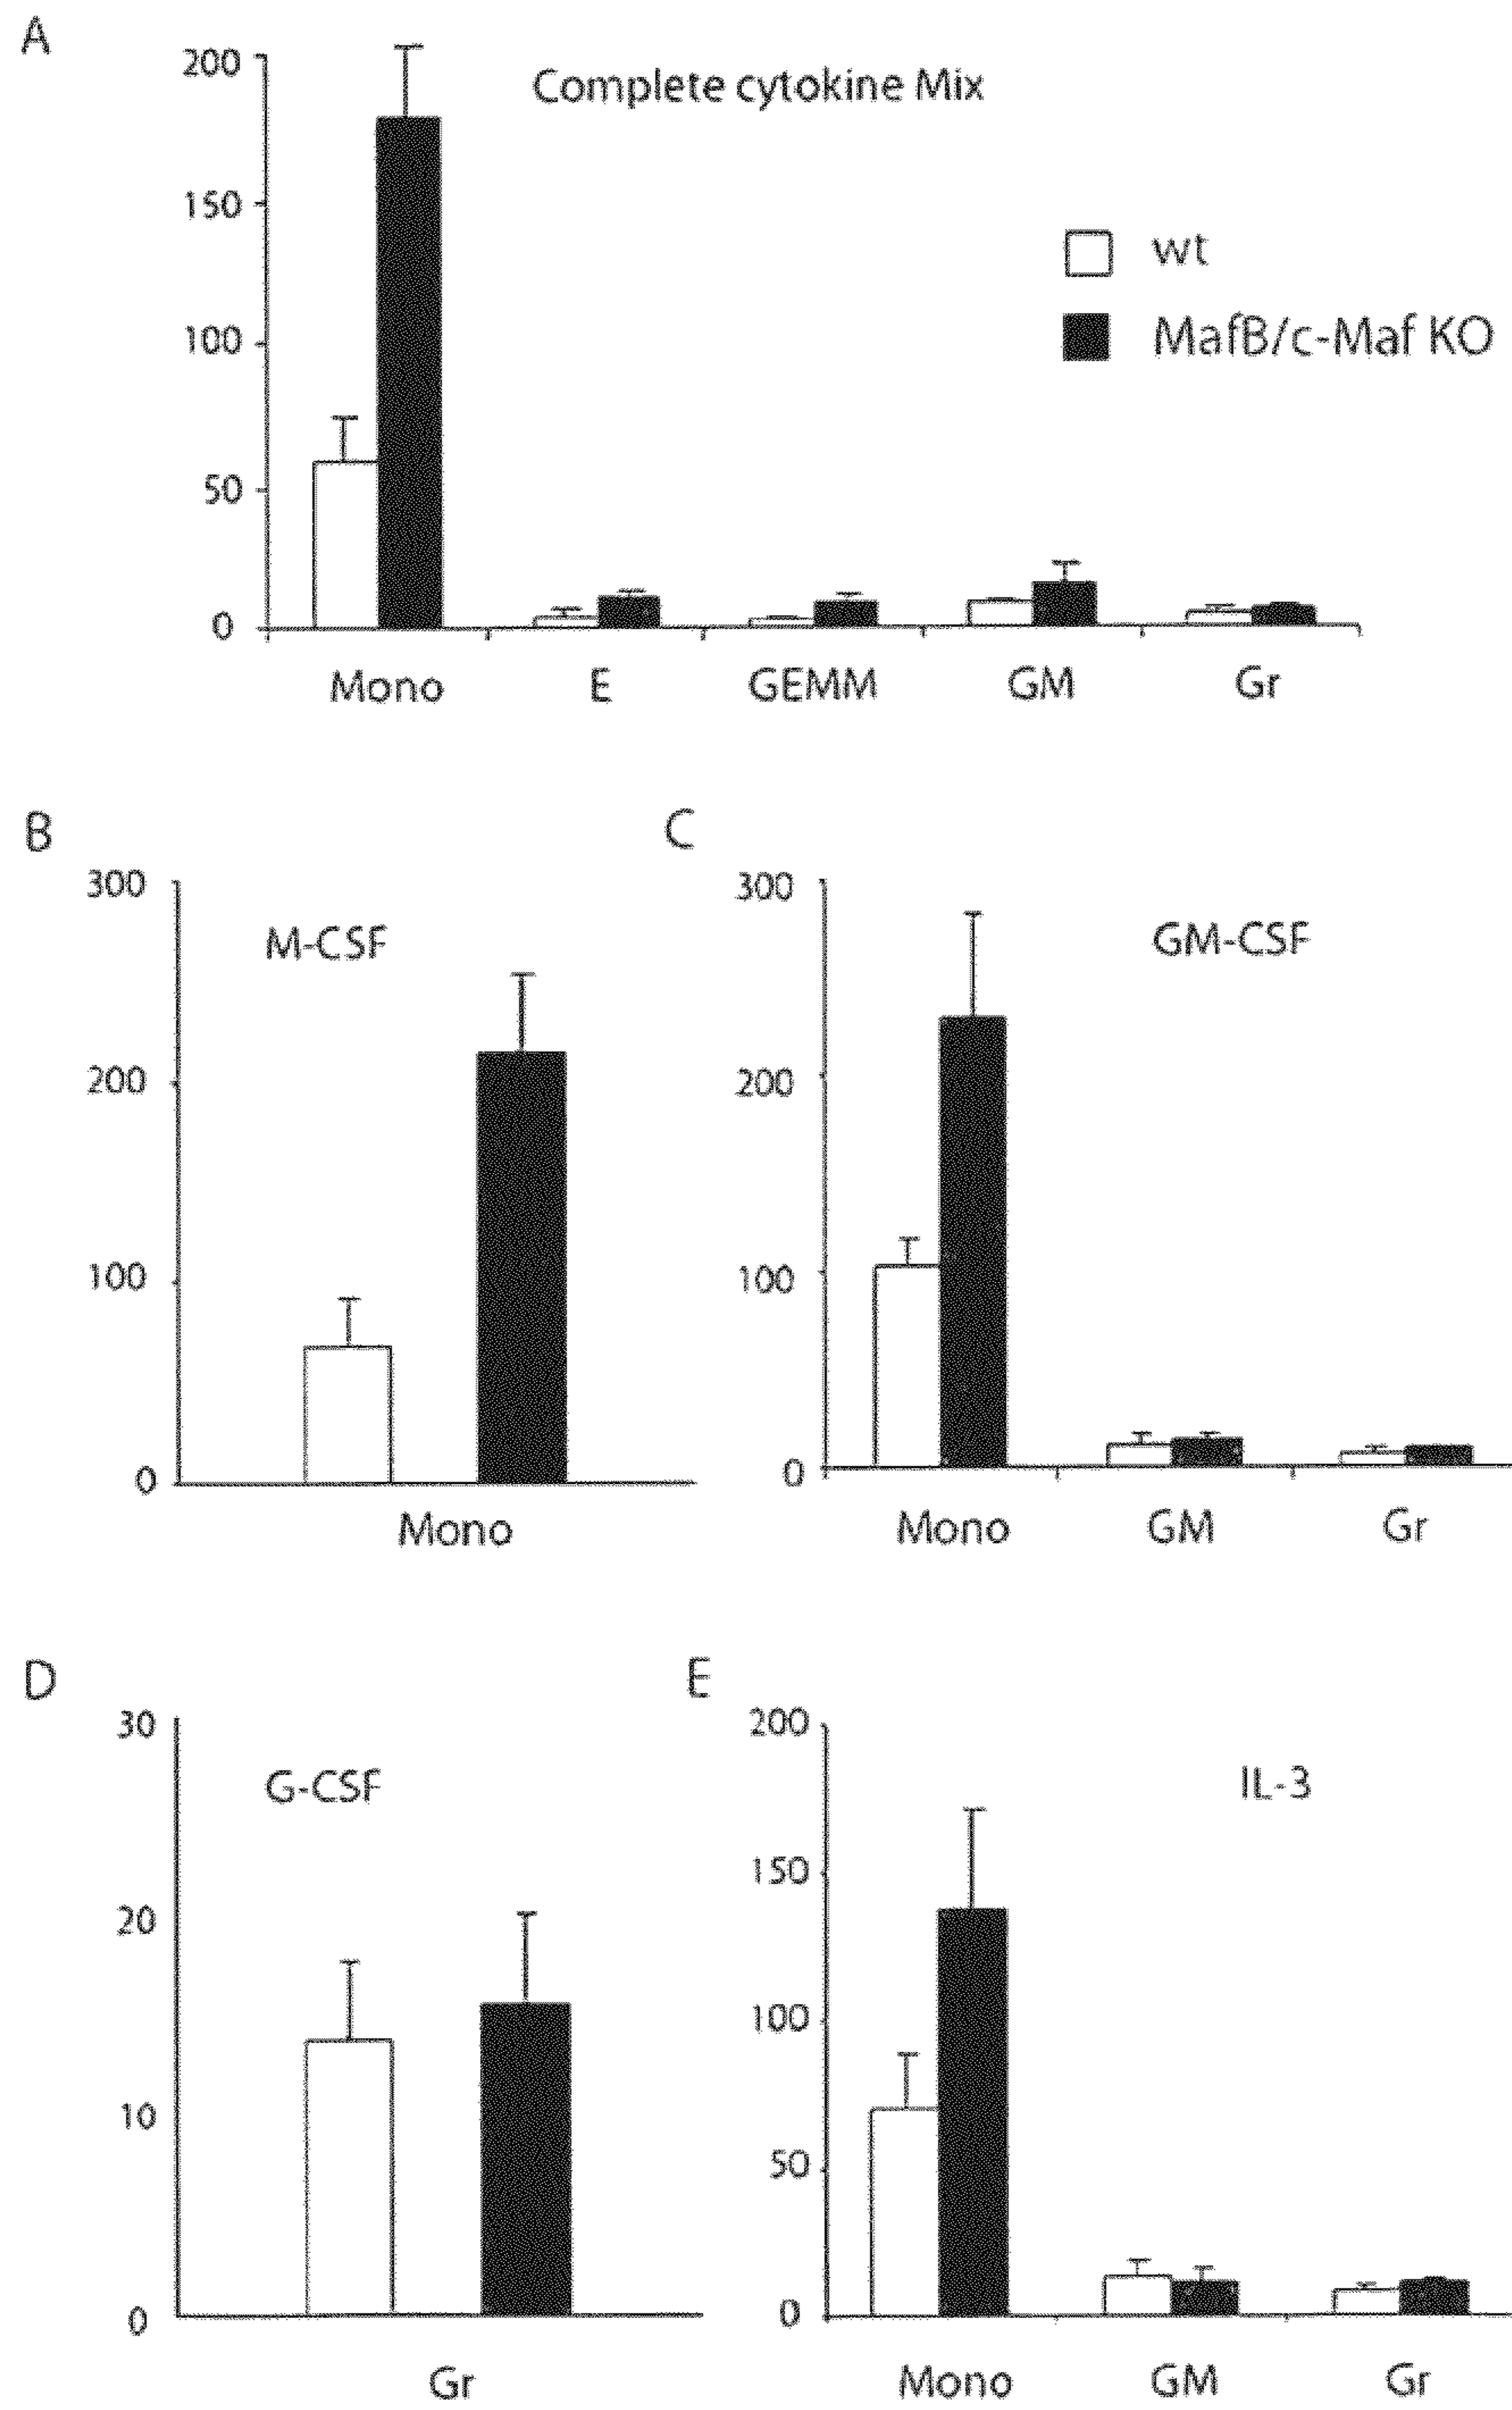 A
Complete cytokine Mix
200
150
100
50
0
wt
MafB/c-Maf KO
Mono E GEMM GM Gr
B
300
200
100
0
M-CSF
Mono
C
300
200
100
0
GM-CSF
Mono GM Gr
D
30
20
10
0
G-CSF
Gr
E
200
150
100
50
0
IL-3
Mono GM Gr